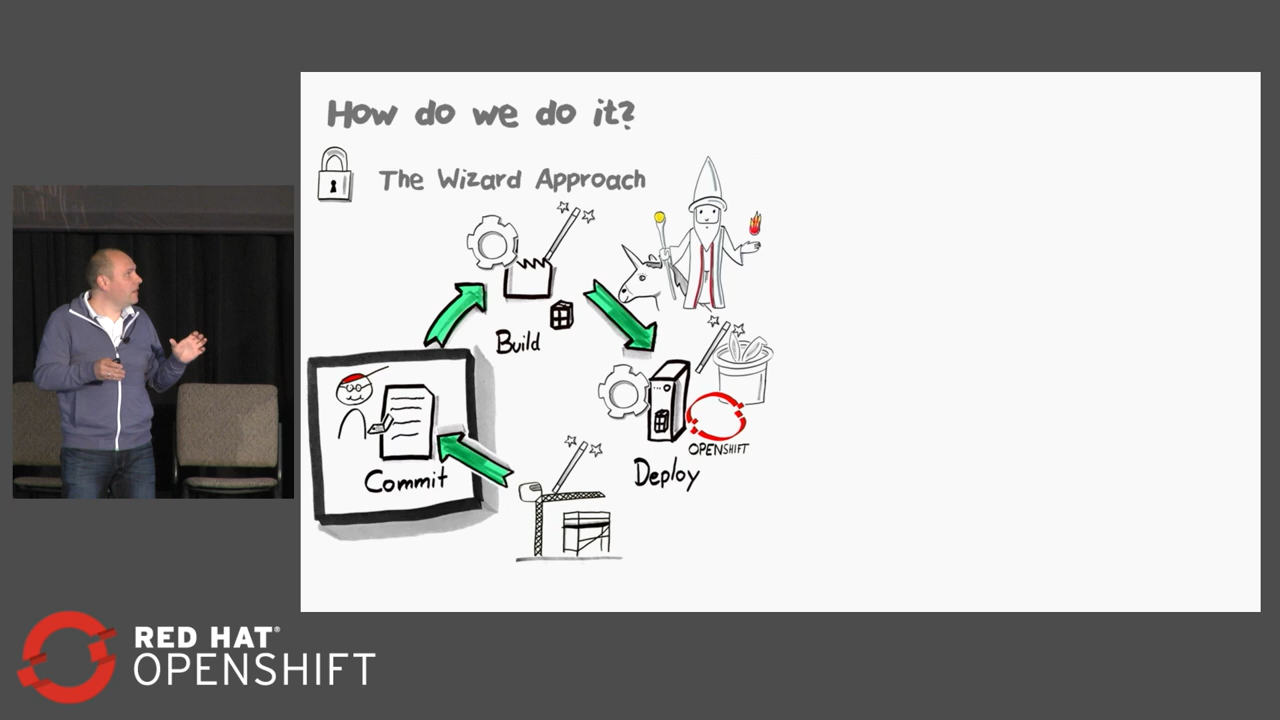 How do we do it?
The Wizard Approach
Build
OPENSHIFT
Deploy
Commit
RED HAT®
OPENSHIFT